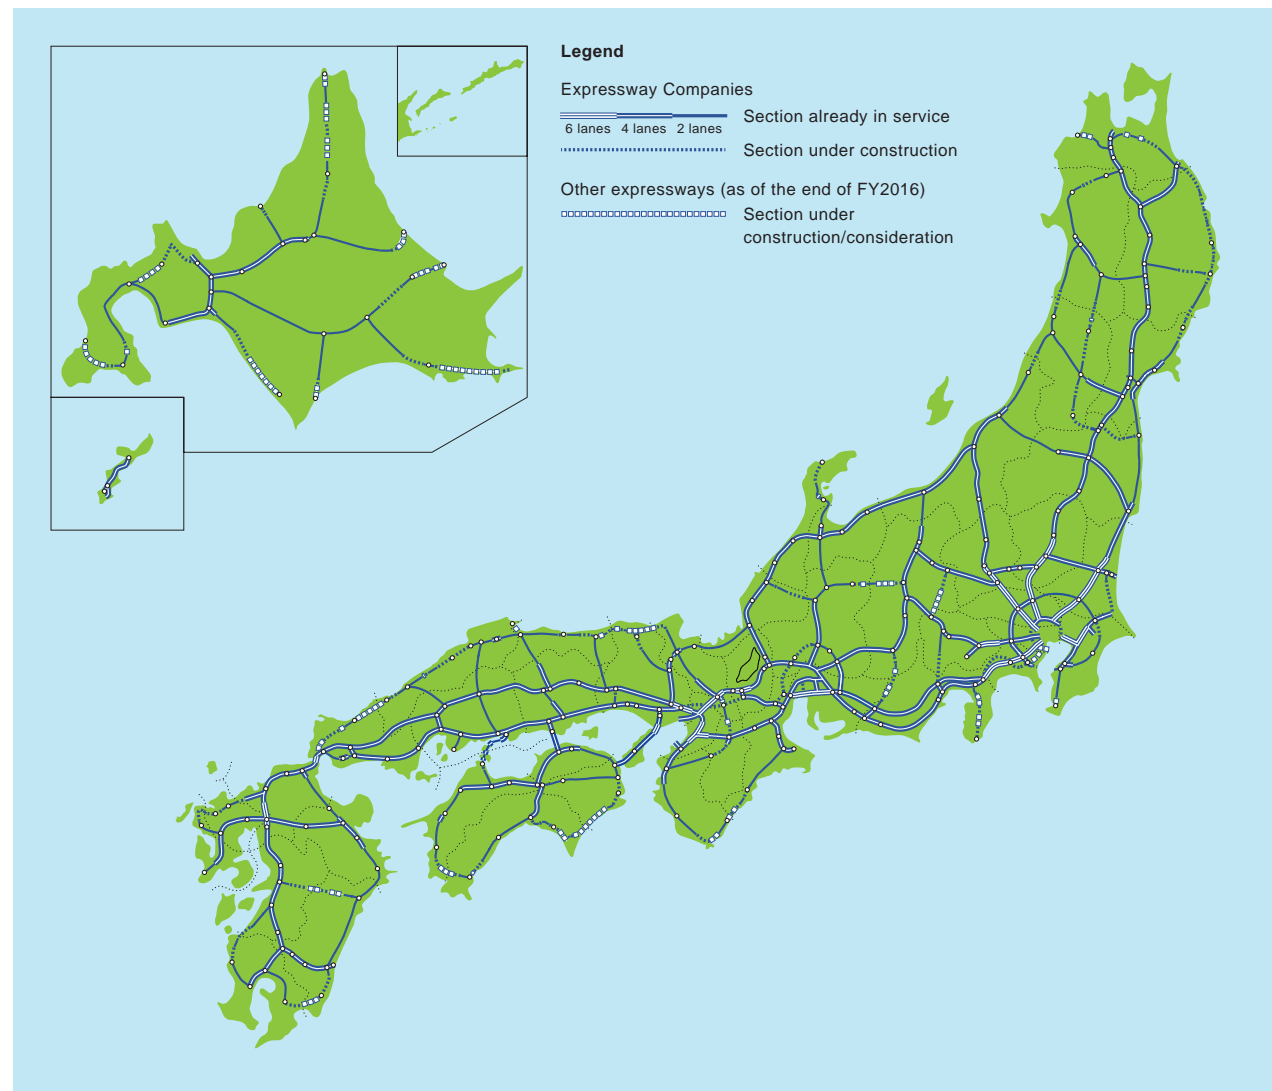 Legend
Expressway Companies
Section already in service
6 lanes 4 lanes 2 lanes
Section under construction
Other expressways (as of the end of FY2016)
Section under
construction/consideration